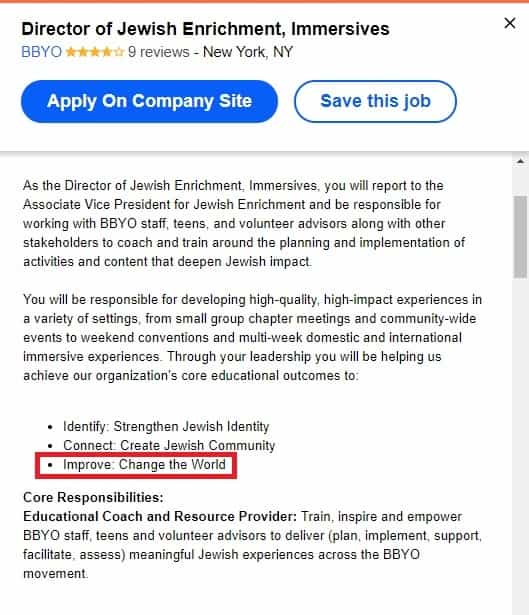 Director of Jewish Enrichment, Immersives
BBYO 9 reviews - New York, NY
Apply On Company Site Save this job
As the Director of Jewish Enrichment, Immersives, you will report to the
Associate Vice President for Jewish Enrichment and be responsible for
working with BBYO staff, teens, and volunteer advisors along with other
stakeholders to coach and train around the planning and implementation of
activities and content that deepen Jewish impact.
You will be responsible for developing high-quality, high-impact experiences in
a variety of settings, from small group chapter meetings and community-wide
events to weekend conventions and multi-week domestic and international
immersive experiences. Through your leadership you will be helping us
achieve our organization's core educational outcomes to:
• Identify: Strengthen Jewish Identity
• Connect: Create Jewish Community
• Improve: Change the World
Core Responsibilities:
Educational Coach and Resource Provider: Train, inspire and empower
BBYO staff, teens and volunteer advisors to deliver (plan, implement, support,
facilitate, assess) meaningful Jewish experiences across the BBYO
movement.